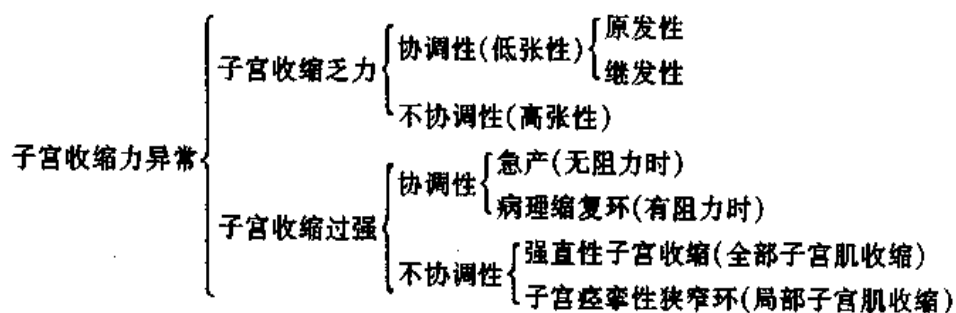 子宫收缩力异常
子宫收缩乏力
协调性(低张性)
原发性
继发性
不协调性(高张性)
子宫收缩过强
协调性
急产(无阻力时)
病理缩复环(有阻力时)
不协调性
强直性子宫收缩(全部子宫肌收缩)
子宫痉挛性狭窄环(局部子宫肌收缩)